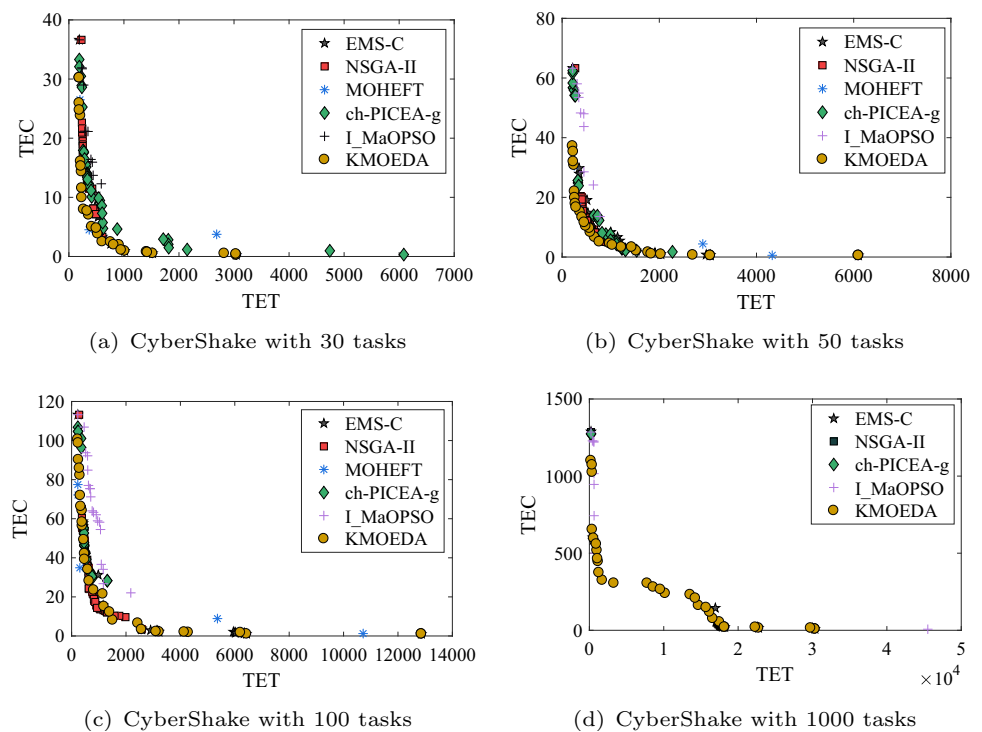 40
30
20
10
0
TEC
0 1000 2000 3000 4000 5000 6000 7000
TET
EMS-C
NSGA-II
MOHEFT
ch-PICEA-g
I_MaOPSO
KMOEDA
(a) CyberShake with 30 tasks
80
60
40
20
0
TEC
0 2000 4000 6000 8000
TET
EMS-C
NSGA-II
MOHEFT
ch-PICEA-g
I_MaOPSO
KMOEDA
(b) CyberShake with 50 tasks
120
100
80
60
40
20
0
TEC
0 2000 4000 6000 8000 10000 12000 14000
TET
EMS-C
NSGA-II
MOHEFT
ch-PICEA-g
I_MaOPSO
KMOEDA
(c) CyberShake with 100 tasks
1500
1000
500
0
TEC
0 1 2 3 4 5
×10^4
TET
EMS-C
NSGA-II
ch-PICEA-g
I_MaOPSO
KMOEDA
(d) CyberShake with 1000 tasks